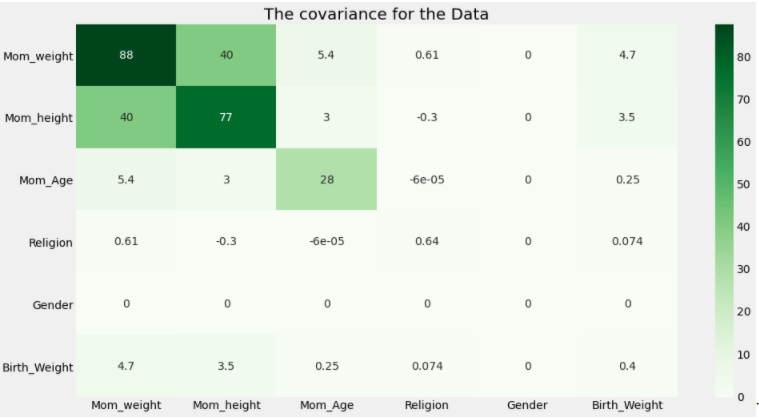 The covariance for the Data
Mom_weight 88 40 5.4 0.61 0 4.7
Mom_height 40 77 3 -0.3 0 3.5
Mom_Age 5.4 3 28 -6e-05 0 0.25
Religion 0.61 -0.3 -6e-05 0.64 0 0.074
Gender 0 0 0 0 0 0
Birth_Weight 4.7 3.5 0.25 0.074 0 0.4
Mom_weight Mom_height Mom_Age Religion Gender Birth_Weight
80
70
60
50
40
30
20
10
0